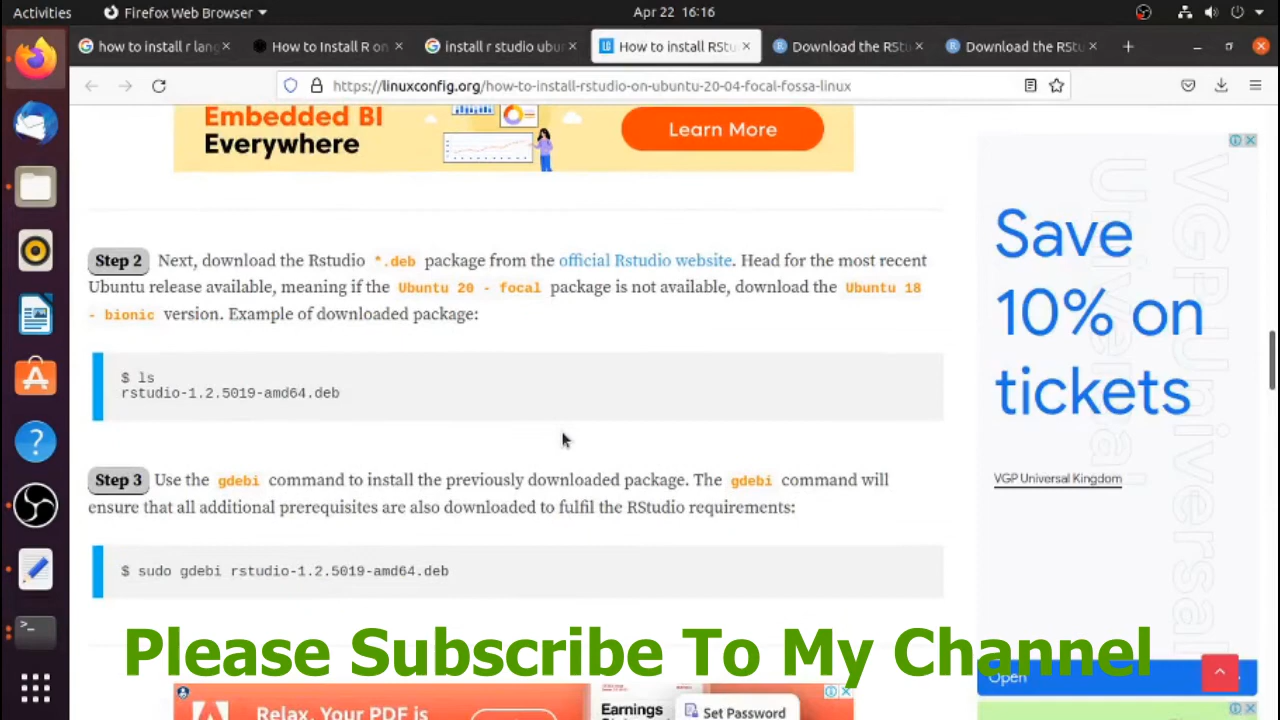 Activities
Firefox Web Browser
Apr 22 16:16
how to install r lang
How To Install R on
install r studio ubu
How to install RStu
Download the RStu
Download the RStu
https://linuxconfig.org/how-to-install-rstudio-on-ubuntu-20-04-focal-fossa-linux
Embedded BI
Everywhere
Learn More
Step 2 Next, download the Rstudio *.deb package from the official Rstudio website. Head for the most recent
Ubuntu release available, meaning if the Ubuntu 20 - focal package is not available, download the Ubuntu 18
- bionic version. Example of downloaded package:
$ ls
rstudio-1.2.5019-amd64.deb
Step 3 Use the gdebi command to install the previously downloaded package. The gdebi command will
ensure that all additional prerequisites are also downloaded to fulfil the RStudio requirements:
$ sudo gdebi rstudio-1.2.5019-amd64.deb
VGP Universal
Save
10% on
tickets
VGP Universal Kingdom
Open
Please Subscribe To My Channel
Relax. Your PDF is
Earnings
Set Password